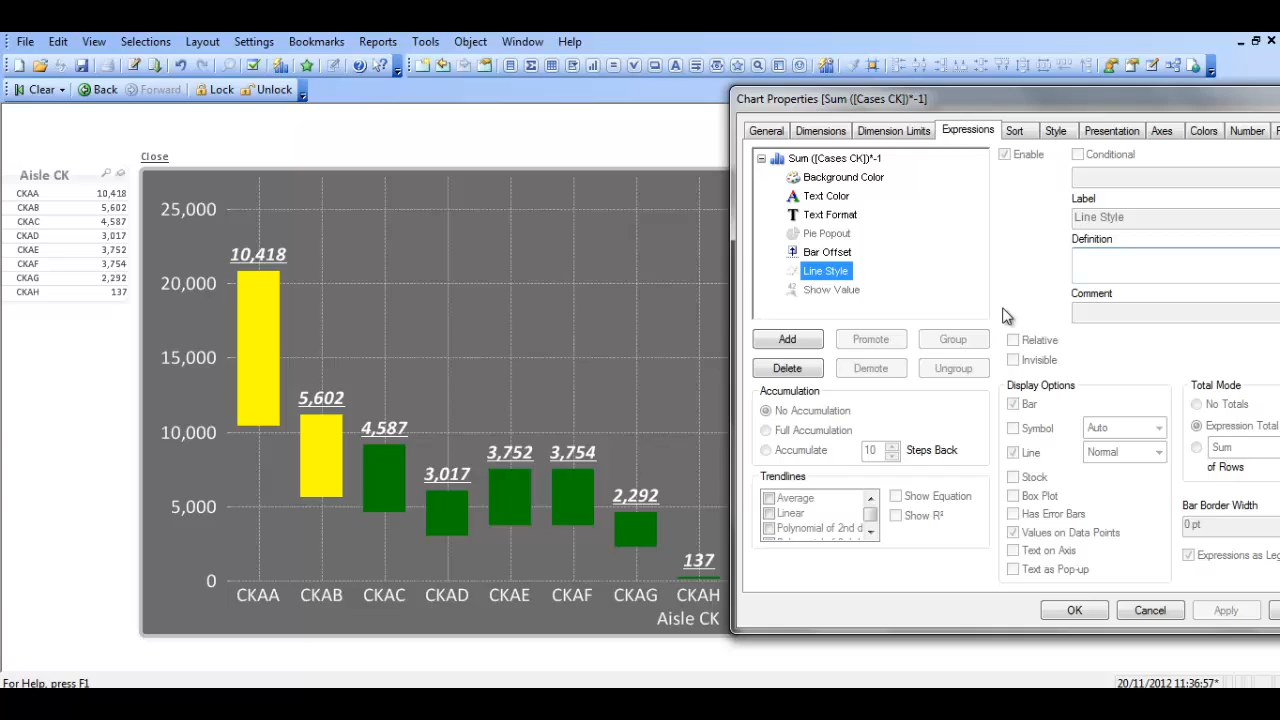 File Edit View Selections Layout Settings Bookmarks Reports Tools Object Window Help
Clear Back Forward Lock Unlock
Close
Aisle CK
CKAA 10,418
CKAB 5,602
CKAC 4,587
CKAD 3,017
CKAE 3,752
CKAF 3,754
CKAG 2,292
CKAH 137
25,000
20,000
15,000
10,000
5,000
0
10,418
5,602
4,587
3,017
3,752
3,754
2,292
137
CKAA CKAB CKAC CKAD CKAE CKAF CKAG CKAH
Aisle CK
Chart Properties [Sum ([Cases CK])*-1]
General Dimensions Dimension Limits Expressions Sort Style Presentation Axes Colors Number
Sum ([Cases CK])*-1
Background Color
Text Color
Text Format
Pie Popout
Bar Offset
Line Style
Show Value
Enable
Conditional
Label
Line Style
Definition
Comment
Add Promote Group
Delete Demote Ungroup
Relative
Invisible
Accumulation
No Accumulation
Full Accumulation
Accumulate 10 Steps Back
Trendlines
Average
Linear
Polynomial of 2nd d
Show Equation
Show R²
Display Options
Bar
Symbol Auto
Line Normal
Stock
Box Plot
Has Error Bars
Values on Data Points
Text on Axis
Text as Pop-up
Total Mode
No Totals
Expression Total
Sum
of Rows
Bar Border Width
0 pt
Expressions as Leg
OK Cancel Apply
For Help, press F1
20/11/2012 11:36:57*